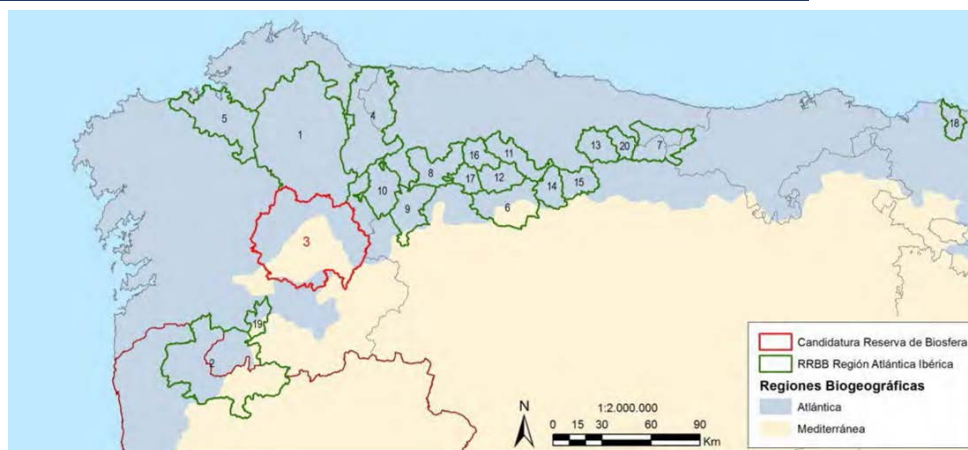 5
1
4
13
20
7
18
16
11
8
17
12
10
14
15
9
6
3
19
2
Candidatura Reserva de Biosfera
RRBB Región Atlántica Ibérica
Regiones Biogeográficas
Atlántica
Mediterránea
N
1:2.000.000
0 15 30 60 90
Km